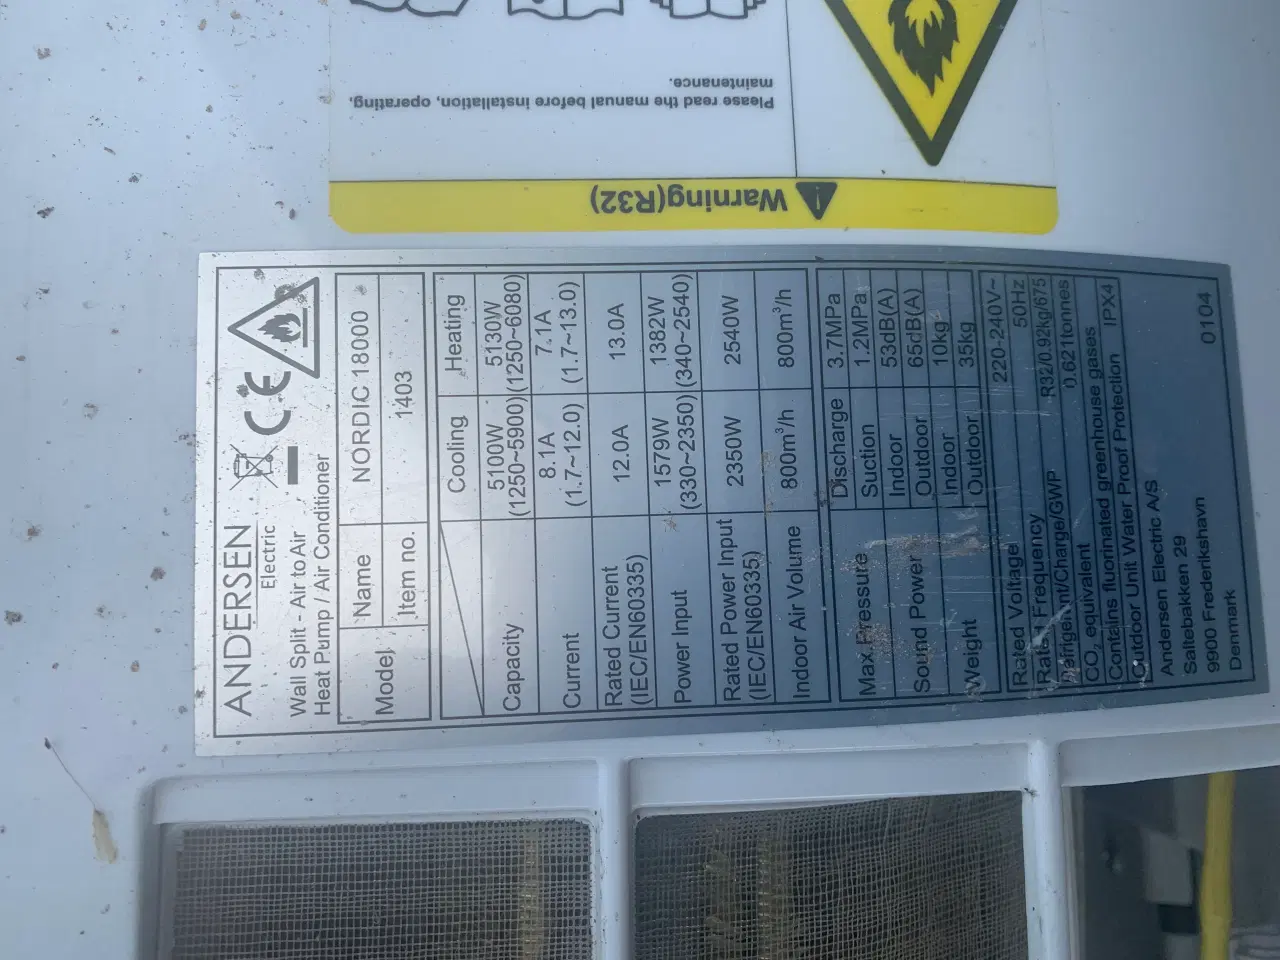 Please read the manual before installation, operating,
maintenance.
Warning(R32)
ANDERSEN
Electric
CE
Wall Split - Air to Air
Heat Pump / Air Conditioner
Model Name NORDIC 18000
Item no. 1403
Cooling Heating
Capacity 5100W (1250~5900) 5130W (1250~6080)
Current 8.1A (1.7~12.0) 7.1A (1.7~13.0)
Rated Current (IEC/EN60335) 12.0A 13.0A
Power Input 1579W (330~2350) 1382W (340~2540)
Rated Power Input (IEC/EN60335) 2350W 2540W
Indoor Air Volume 800m³/h 800m³/h
Max.Pressure Discharge 3.7MPa
Suction 1.2MPa
Sound Power Indoor 53dB(A)
Outdoor 65dB(A)
Weight Indoor 10kg
Outdoor 35kg
Rated Voltage 220-240V~
Rated Frequency 50Hz
Refrigerent/Charge/GWP R32/0.92kg/675
CO₂ equivalent 0.621tonnes
Contains fluorinated greenhouse gases
Outdoor Unit Water Proof Protection IPX4
Andersen Electric A/S
Saltebakken 29
9900 Frederikshavn
Denmark 0104